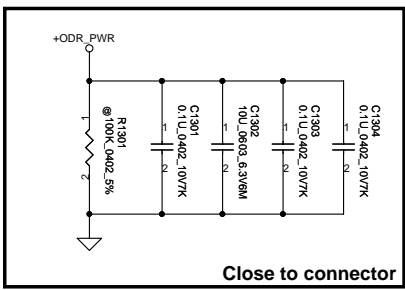 +ODR_PWR
1
2
R1301
@100K_0402_5%
1
2
C1301
0.1U_0402_10V7K
1
2
C1302
10U_0603_6.3V6M
1
2
C1303
0.1U_0402_10V7K
1
2
C1304
0.1U_0402_10V7K
Close to connector